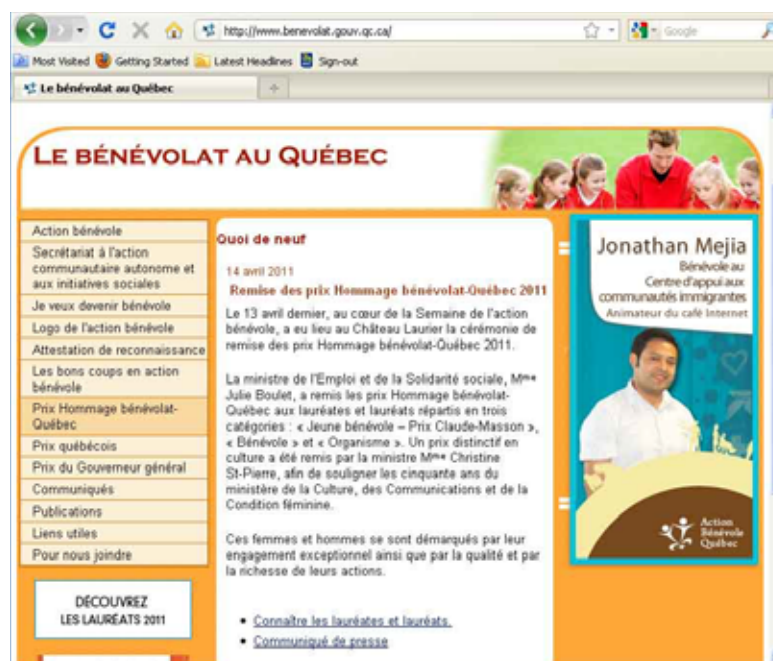 http://www.benevolat.gouv.qc.ca/
Google
Most Visited Getting Started Latest Headlines Sign-out
Le bénévolat au Québec
LE BÉNÉVOLAT AU QUÉBEC
Action bénévole
Secrétariat à l'action
communautaire autonome et
aux initiatives sociales
Je veux devenir bénévole
Logo de l'action bénévole
Attestation de reconnaissance
Les bons coups en action
bénévole
Prix Hommage bénévolat-
Québec
Prix québécois
Prix du Gouverneur général
Communiqués
Publications
Liens utiles
Pour nous joindre
DÉCOUVREZ
LES LAURÉATS 2011
Quoi de neuf
14 avril 2011
Remise des prix Hommage bénévolat-Québec 2011
Le 13 avril dernier, au cœur de la Semaine de l'action
bénévole, a eu lieu au Château Laurier la cérémonie de
remise des prix Hommage bénévolat-Québec 2011.
La ministre de l'Emploi et de la Solidarité sociale, Mme
Julie Boulet, a remis les prix Hommage bénévolat-
Québec aux lauréates et lauréats répartis en trois
catégories : « Jeune bénévole – Prix Claude-Masson »,
« Bénévole » et « Organisme ». Un prix distinctif en
culture a été remis par la ministre Mme Christine
St-Pierre, afin de souligner les cinquante ans du
ministère de la Culture, des Communications et de la
Condition féminine.
Ces femmes et hommes se sont démarqués par leur
engagement exceptionnel ainsi que par la qualité et par
la richesse de leurs actions.
• Connaître les lauréates et lauréats.
• Communiqué de presse
Jonathan Mejia
Bénévole au
Centre d'appui aux
communautés immigrantes
Animateur du café Internet
Action
Bénévole
Québec